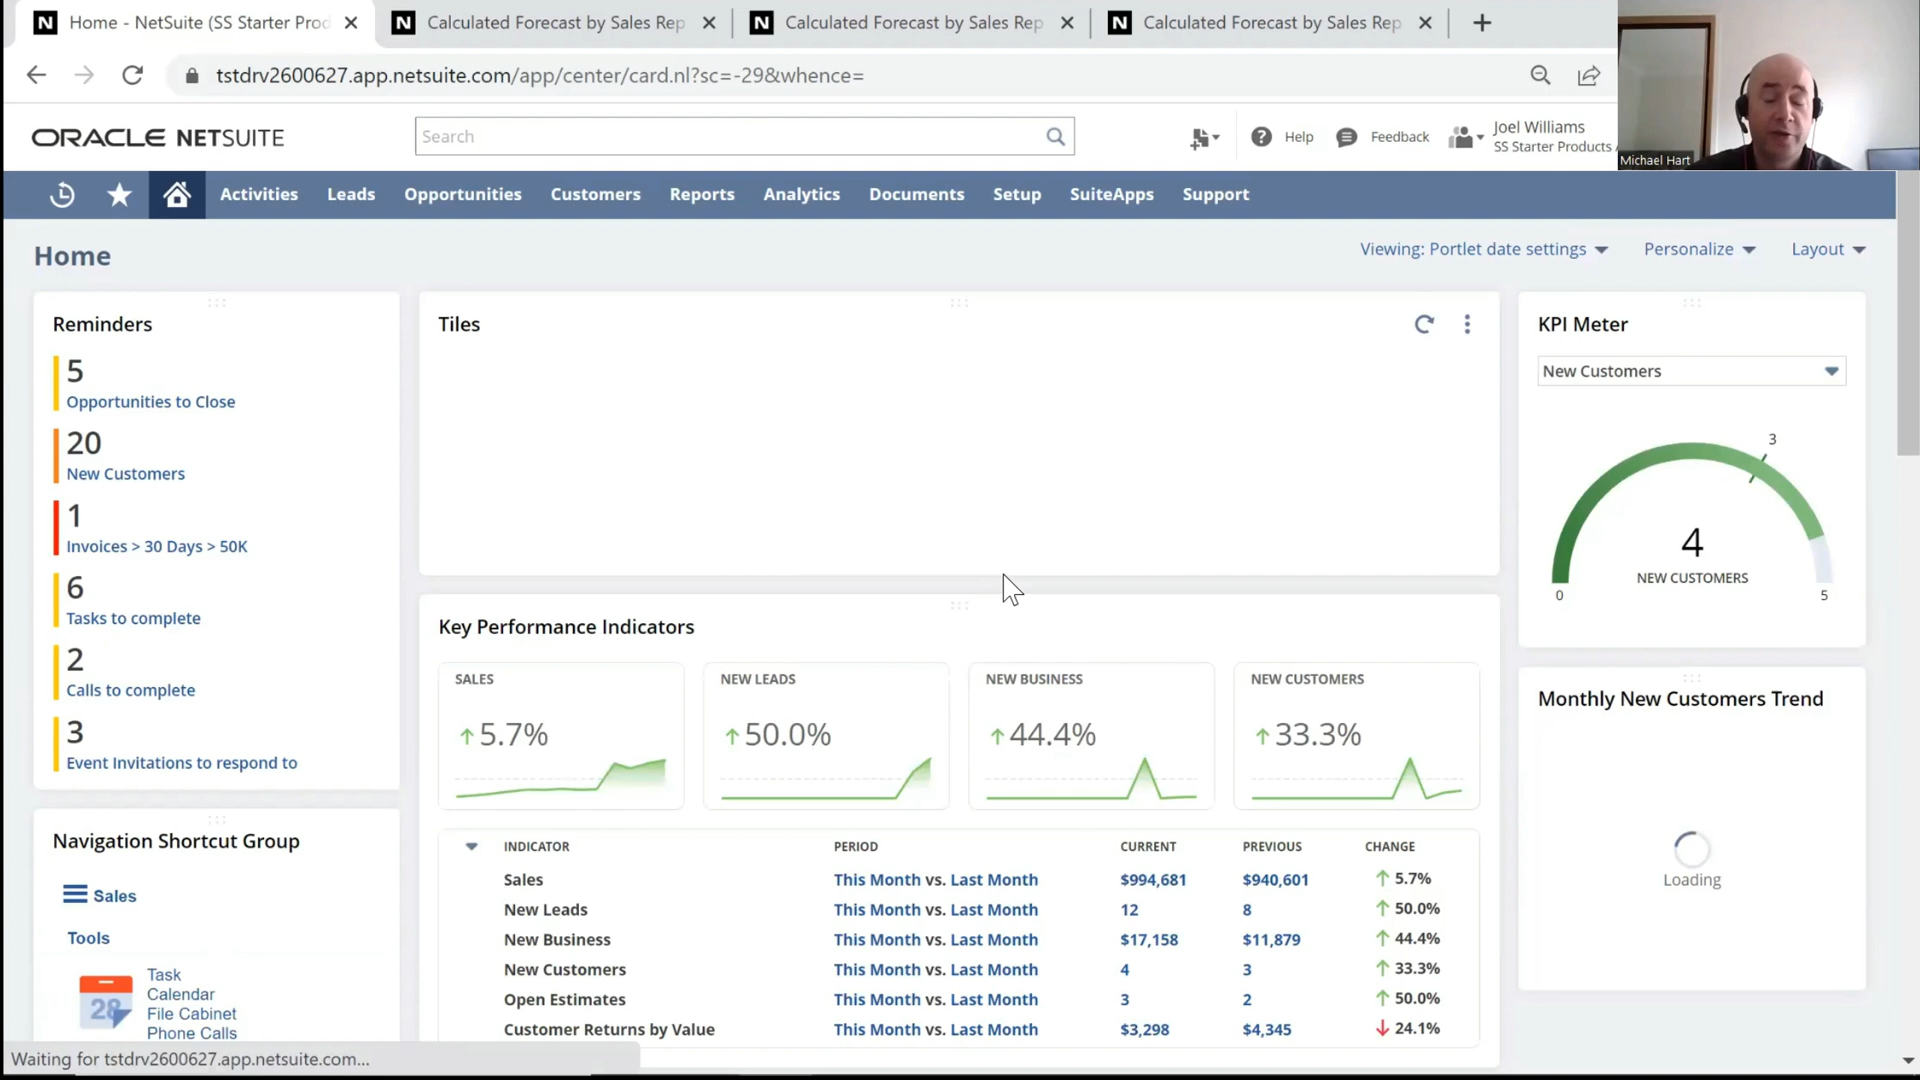 Home - NetSuite (SS Starter Prod
Calculated Forecast by Sales Rep
Calculated Forecast by Sales Rep
Calculated Forecast by Sales Rep
tstdrv2600627.app.netsuite.com/app/center/card.nl?sc=-29&whence=
ORACLE NETSUITE
Search
Help
Feedback
Joel Williams
SS Starter Products
Michael Hart
Activities
Leads
Opportunities
Customers
Reports
Analytics
Documents
Setup
SuiteApps
Support
Home
Viewing: Portlet date settings
Personalize
Layout
Reminders
5
Opportunities to Close
20
New Customers
1
Invoices > 30 Days > 50K
6
Tasks to complete
2
Calls to complete
3
Event Invitations to respond to
Navigation Shortcut Group
Sales
Tools
28
Task
Calendar
File Cabinet
Phone Calls
Tiles
Key Performance Indicators
SALES
5.7%
NEW LEADS
50.0%
NEW BUSINESS
44.4%
NEW CUSTOMERS
33.3%
INDICATOR PERIOD CURRENT PREVIOUS CHANGE
Sales This Month vs. Last Month $994,681 $940,601 5.7%
New Leads This Month vs. Last Month 12 8 50.0%
New Business This Month vs. Last Month $17,158 $11,879 44.4%
New Customers This Month vs. Last Month 4 3 33.3%
Open Estimates This Month vs. Last Month 3 2 50.0%
Customer Returns by Value This Month vs. Last Month $3,298 $4,345 24.1%
KPI Meter
New Customers
3
4
NEW CUSTOMERS
0
5
Monthly New Customers Trend
Loading
Waiting for tstdrv2600627.app.netsuite.com...